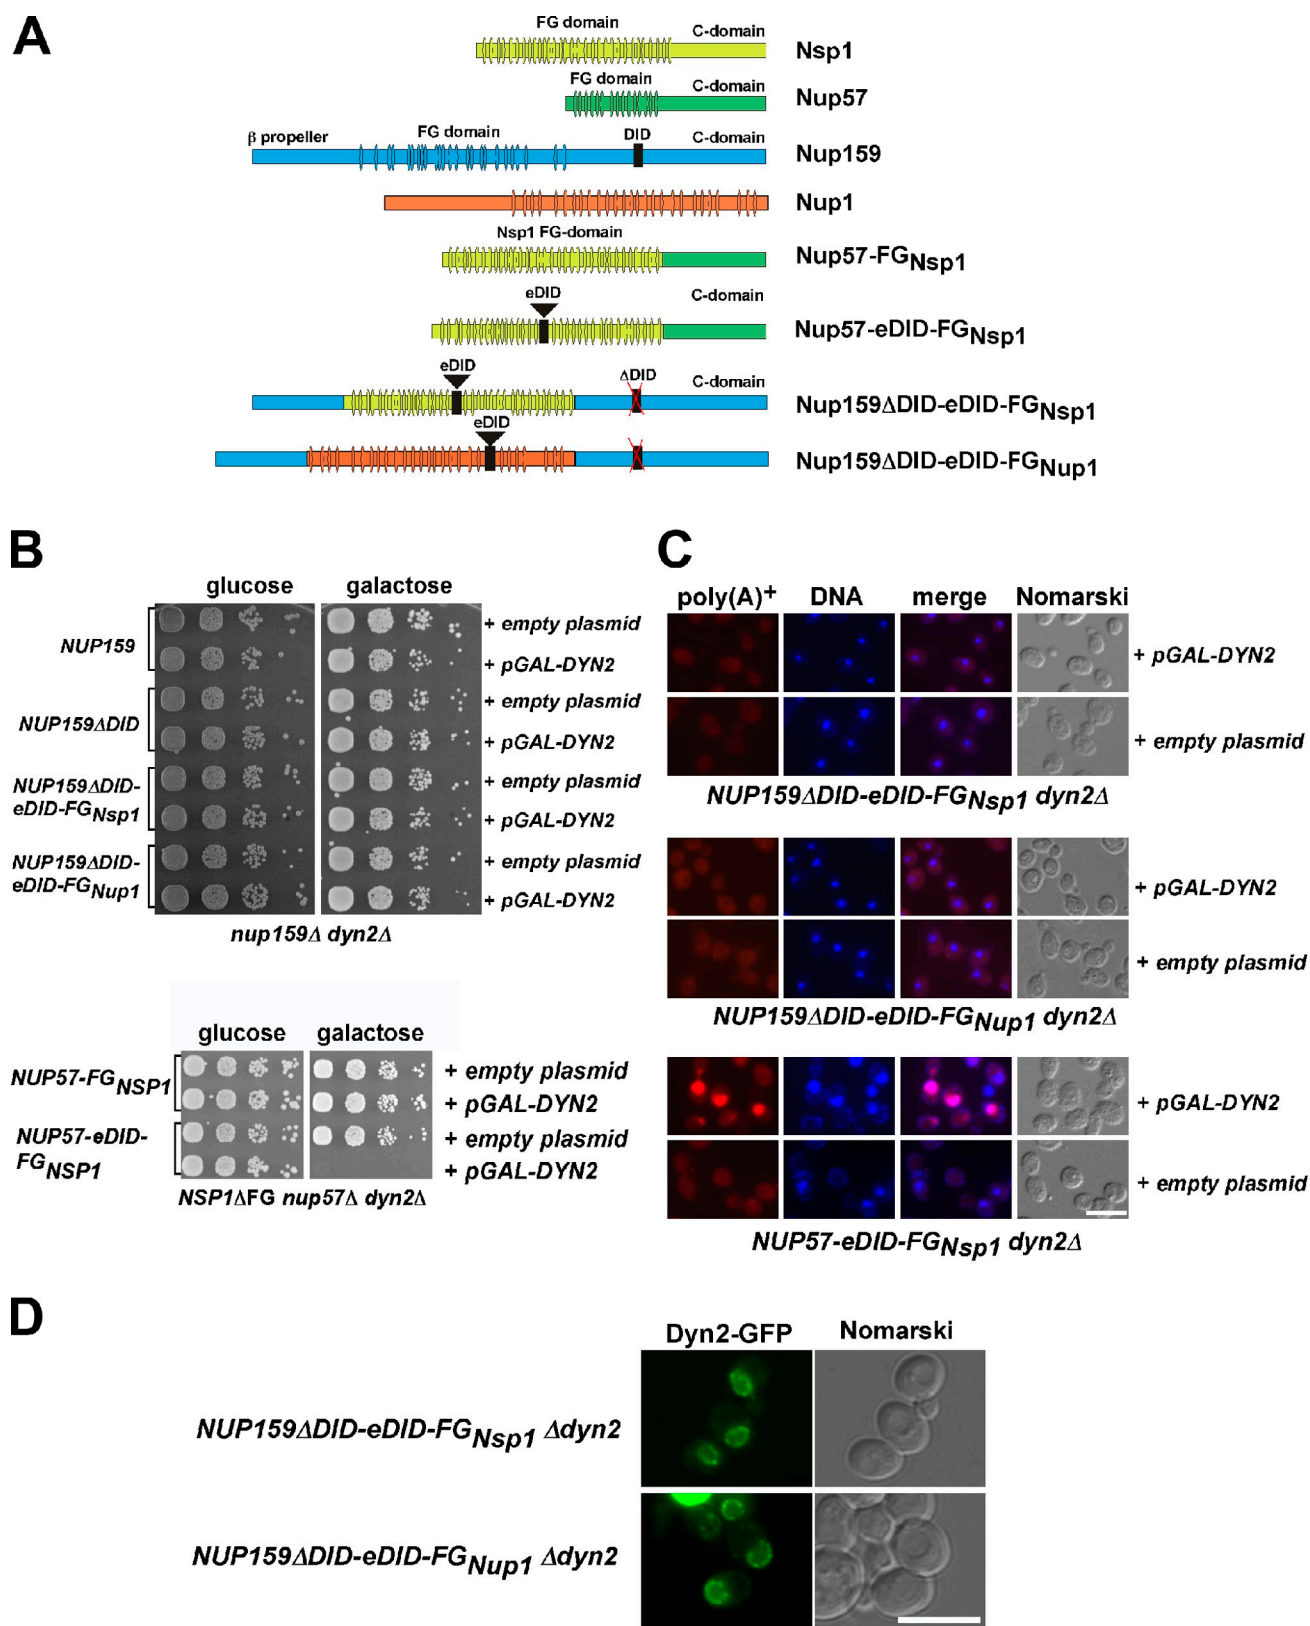 A
FG domain
C-domain
Nsp1
FG domain
C-domain
Nup57
β propeller
FG domain
DID
C-domain
Nup159
Nup1
Nsp1 FG-domain
Nup57-FGNsp1
eDID
C-domain
Nup57-eDID-FGNsp1
eDID
ΔDID
C-domain
Nup159ΔDID-eDID-FGNsp1
eDID
Nup159ΔDID-eDID-FGNup1
B
glucose galactose
NUP159
+ empty plasmid
+ pGAL-DYN2
NUP159ΔDID
+ empty plasmid
+ pGAL-DYN2
NUP159ΔDID-
eDID-FGNsp1
+ empty plasmid
+ pGAL-DYN2
NUP159ΔDID-
eDID-FGNup1
+ empty plasmid
+ pGAL-DYN2
nup159Δ dyn2Δ
glucose galactose
NUP57-FGNSP1
+ empty plasmid
+ pGAL-DYN2
NUP57-eDID-
FGNSP1
+ empty plasmid
+ pGAL-DYN2
NSP1ΔFG nup57Δ dyn2Δ
C
poly(A)+ DNA merge Nomarski
+ pGAL-DYN2
+ empty plasmid
NUP159ΔDID-eDID-FGNsp1 dyn2Δ
+ pGAL-DYN2
+ empty plasmid
NUP159ΔDID-eDID-FGNup1 dyn2Δ
+ pGAL-DYN2
+ empty plasmid
NUP57-eDID-FGNsp1 dyn2Δ
D
Dyn2-GFP Nomarski
NUP159ΔDID-eDID-FGNsp1 Δdyn2
NUP159ΔDID-eDID-FGNup1 Δdyn2